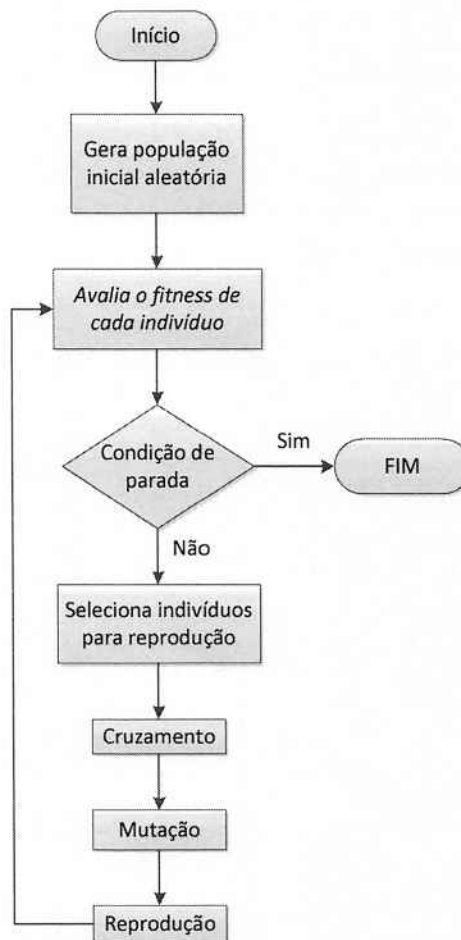 Início
Gera população
inicial aleatória
Avalia o fitness de
cada indivíduo
Condição de
parada
Sim
FIM
Não
Seleciona indivíduos
para reprodução
Cruzamento
Mutação
Reprodução